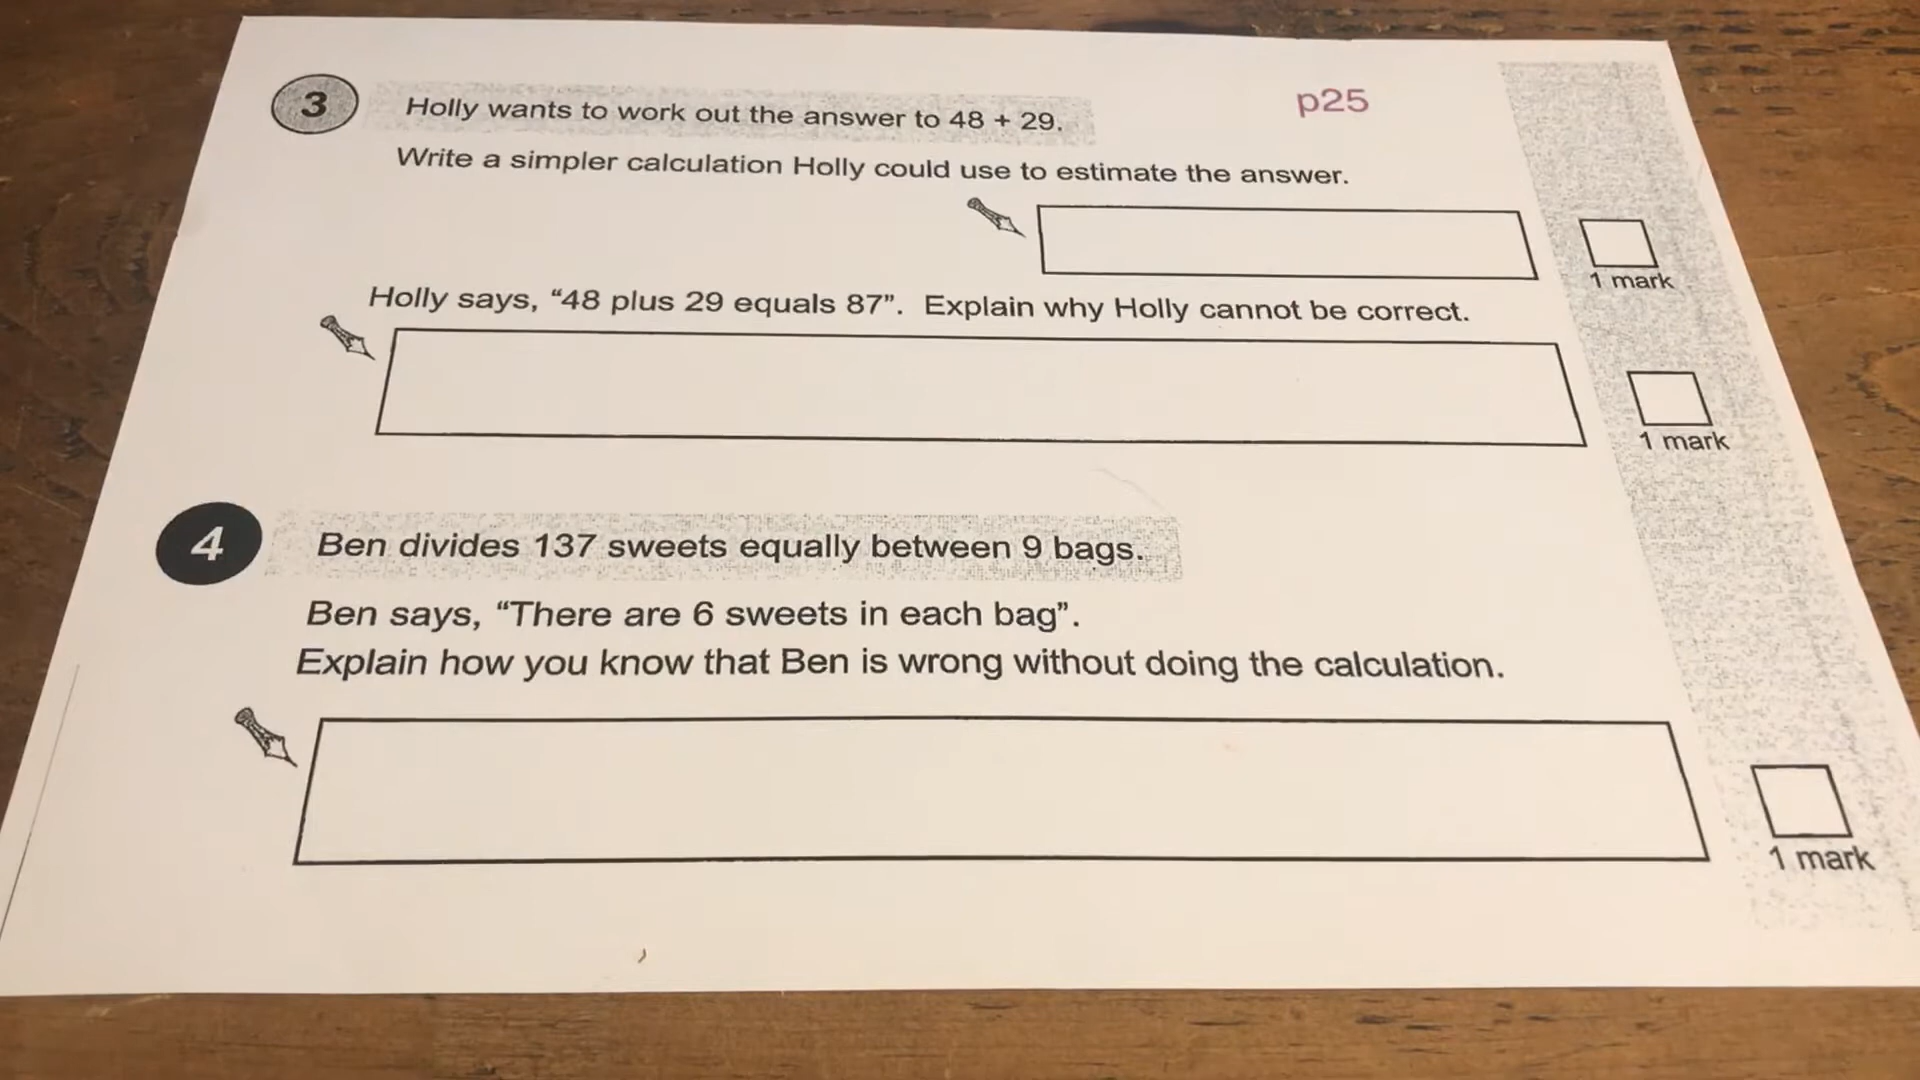 3 Holly wants to work out the answer to 48 + 29. p25
Write a simpler calculation Holly could use to estimate the answer.
1 mark
Holly says, “48 plus 29 equals 87”. Explain why Holly cannot be correct.
1 mark
4 Ben divides 137 sweets equally between 9 bags.
Ben says, “There are 6 sweets in each bag”.
Explain how you know that Ben is wrong without doing the calculation.
1 mark